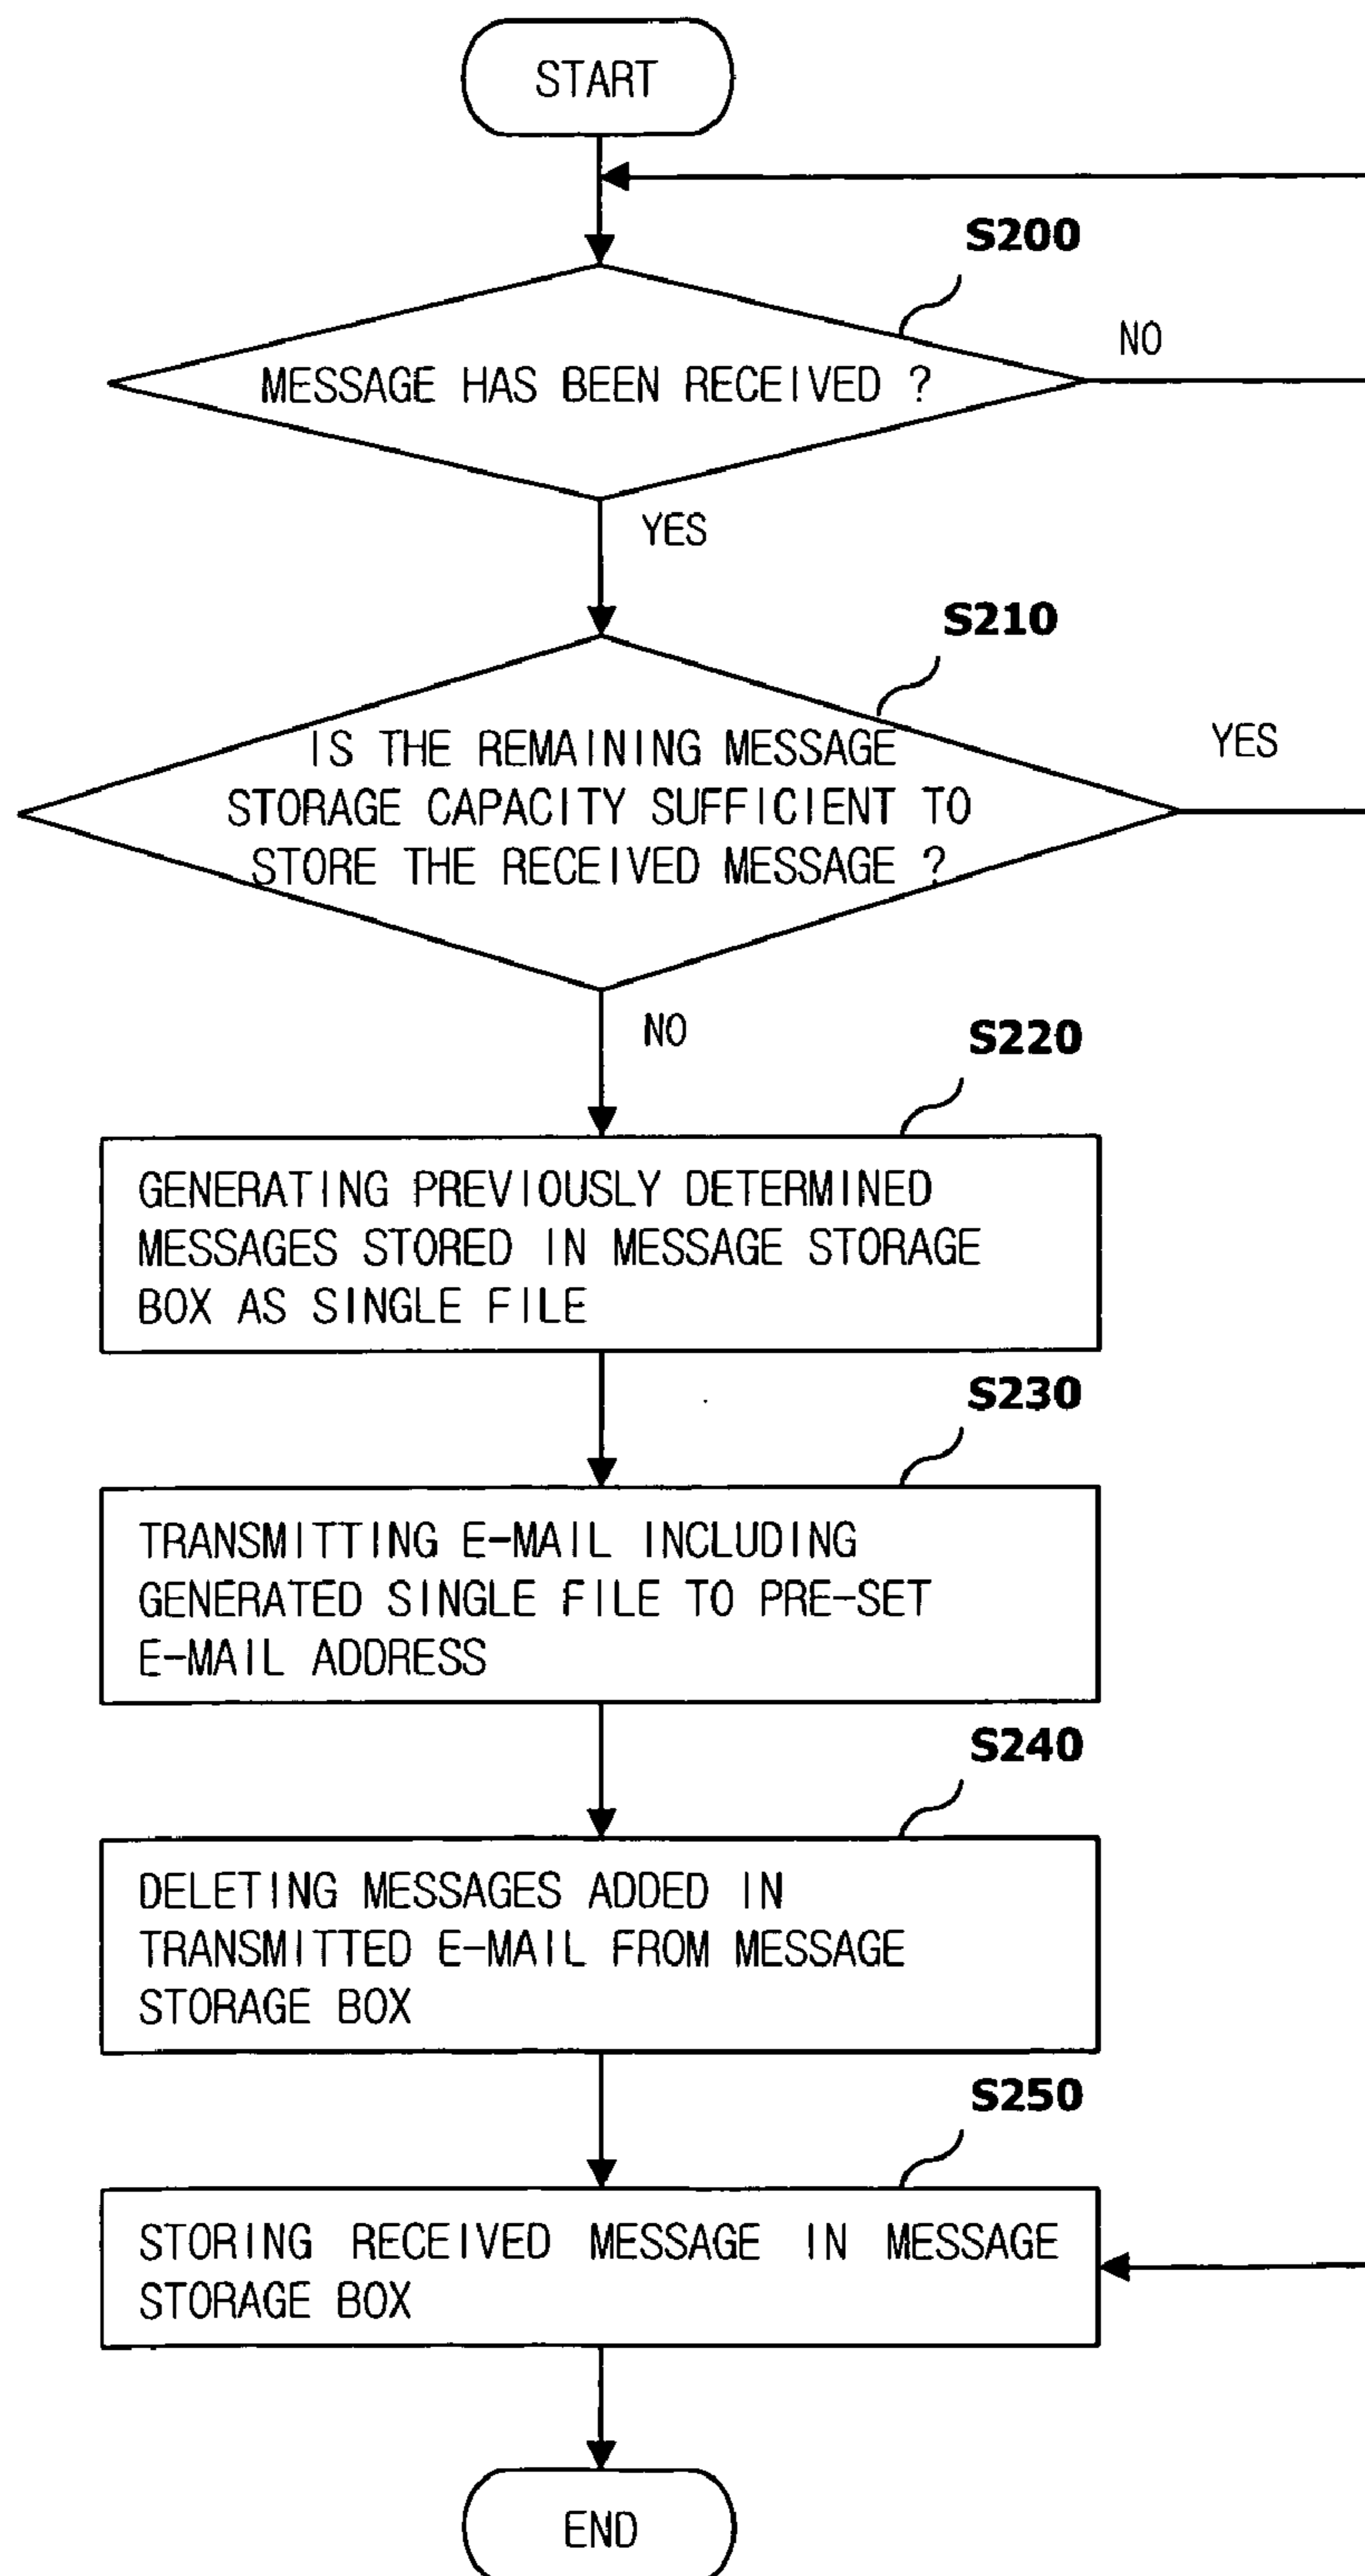 START
S200
MESSAGE HAS BEEN RECEIVED ?
NO
YES
S210
IS THE REMAINING MESSAGE
STORAGE CAPACITY SUFFICIENT TO
STORE THE RECEIVED MESSAGE ?
YES
NO
S220
GENERATING PREVIOUSLY DETERMINED
MESSAGES STORED IN MESSAGE STORAGE
BOX AS SINGLE FILE
S230
TRANSMITTING E-MAIL INCLUDING
GENERATED SINGLE FILE TO PRE-SET
E-MAIL ADDRESS
S240
DELETING MESSAGES ADDED IN
TRANSMITTED E-MAIL FROM MESSAGE
STORAGE BOX
S250
STORING RECEIVED MESSAGE IN MESSAGE
STORAGE BOX
END